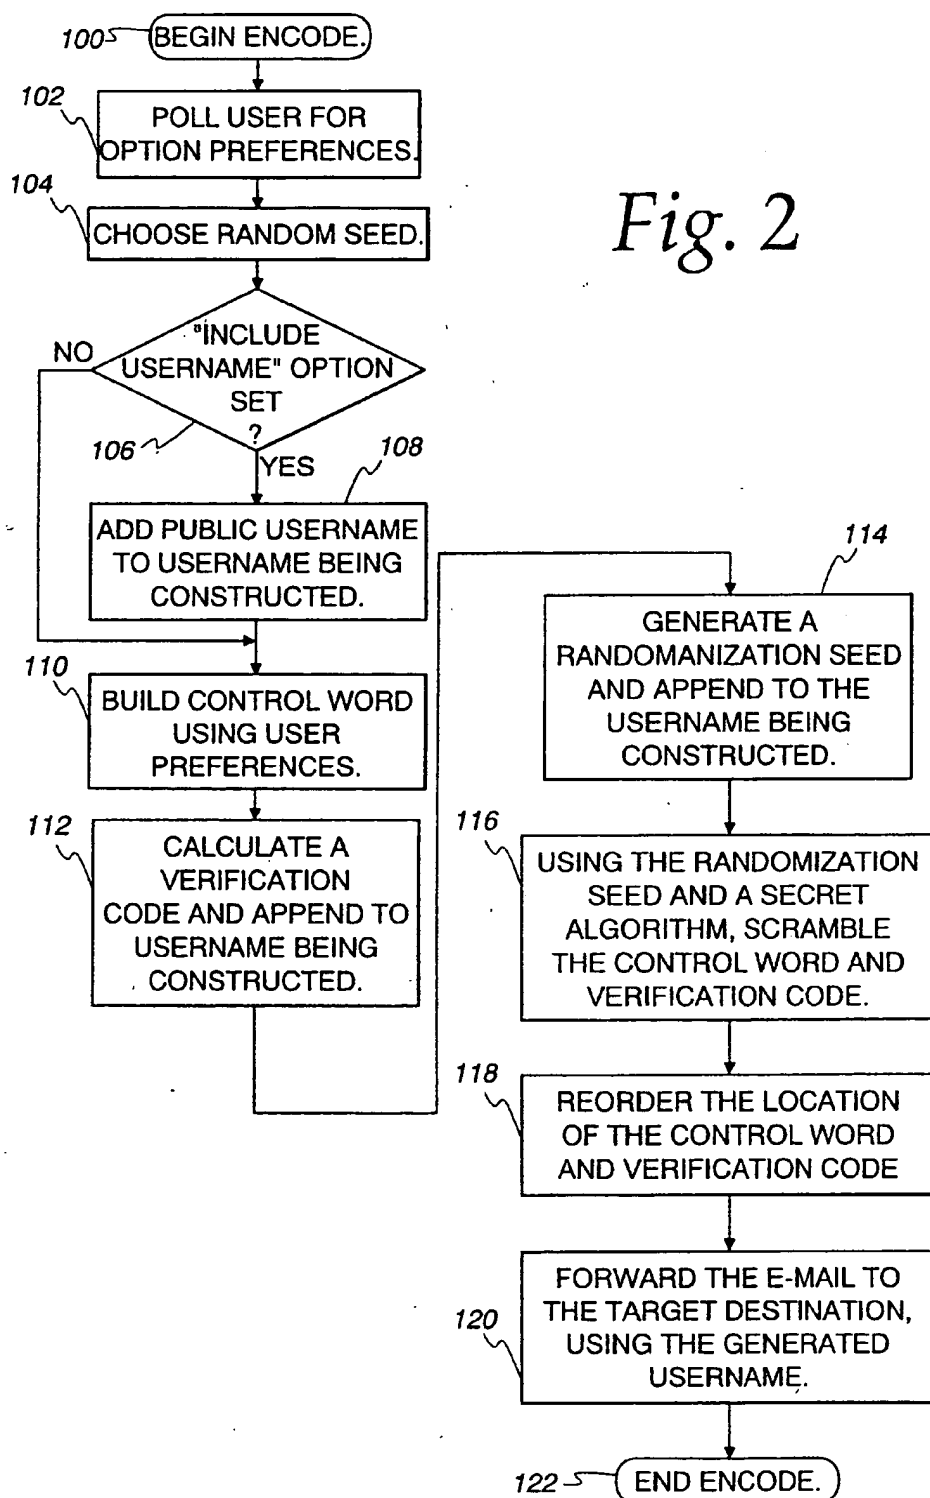 100
BEGIN ENCODE.
102
POLL USER FOR
OPTION PREFERENCES.
104
CHOOSE RANDOM SEED.
Fig. 2
"INCLUDE
USERNAME" OPTION
SET
?
NO
106
YES
108
ADD PUBLIC USERNAME
TO USERNAME BEING
CONSTRUCTED.
110
BUILD CONTROL WORD
USING USER
PREFERENCES.
112
CALCULATE A
VERIFICATION
CODE AND APPEND TO
USERNAME BEING
CONSTRUCTED.
114
GENERATE A
RANDOMANIZATION SEED
AND APPEND TO THE
USERNAME BEING
CONSTRUCTED.
116
USING THE RANDOMIZATION
SEED AND A SECRET
ALGORITHM, SCRAMBLE
THE CONTROL WORD AND
VERIFICATION CODE.
118
REORDER THE LOCATION
OF THE CONTROL WORD
AND VERIFICATION CODE
120
FORWARD THE E-MAIL TO
THE TARGET DESTINATION,
USING THE GENERATED
USERNAME.
122
END ENCODE.